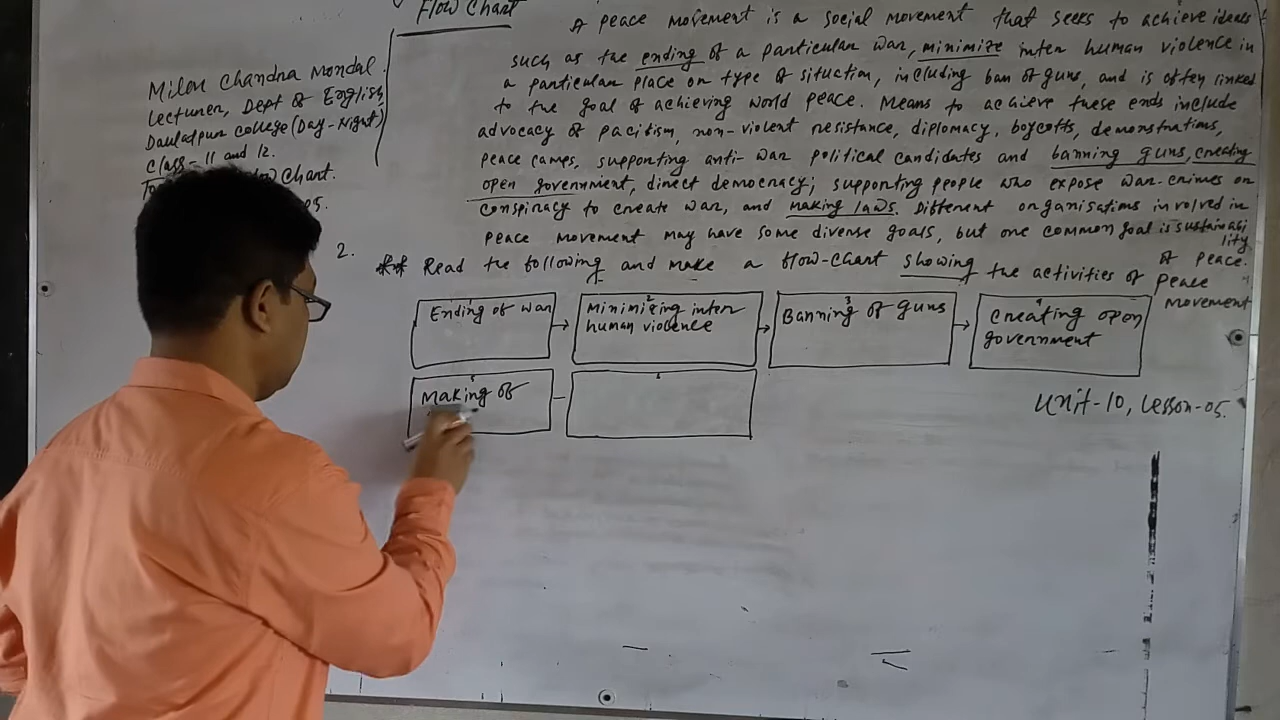 Flow Chart
Milon Chandra Mondal
Lecturer, Dept of English
Daulatpur College (Day-Night)
Class - 11 and 12.
Chart.
05.
A peace movement is a social movement that seeks to achieve ideals
such as the ending of a particular war, minimize inter human violence in
a particular place or type of situation, including ban of guns, and is often linked
to the goal of achieving world peace. Means to achieve these ends include
advocacy of pacifism, non-violent resistance, diplomacy, boycotts, demonstrations,
peace camps, supporting anti-war political candidates and banning guns, creating
open government, direct democracy; supporting people who expose war-crimes or
conspiracy to create war, and making laws. Different organisations involved in
peace movement may have some diverse goals, but one common goal is sustainabi
lity
of peace.
2.
** Read the following and make a flow-chart showing the activities of peace
movement
1
Ending of war
2
Minimizing inter
human violence
3
Banning of guns
4
Creating open
government
5
Making of
Unit-10, Lesson-05.